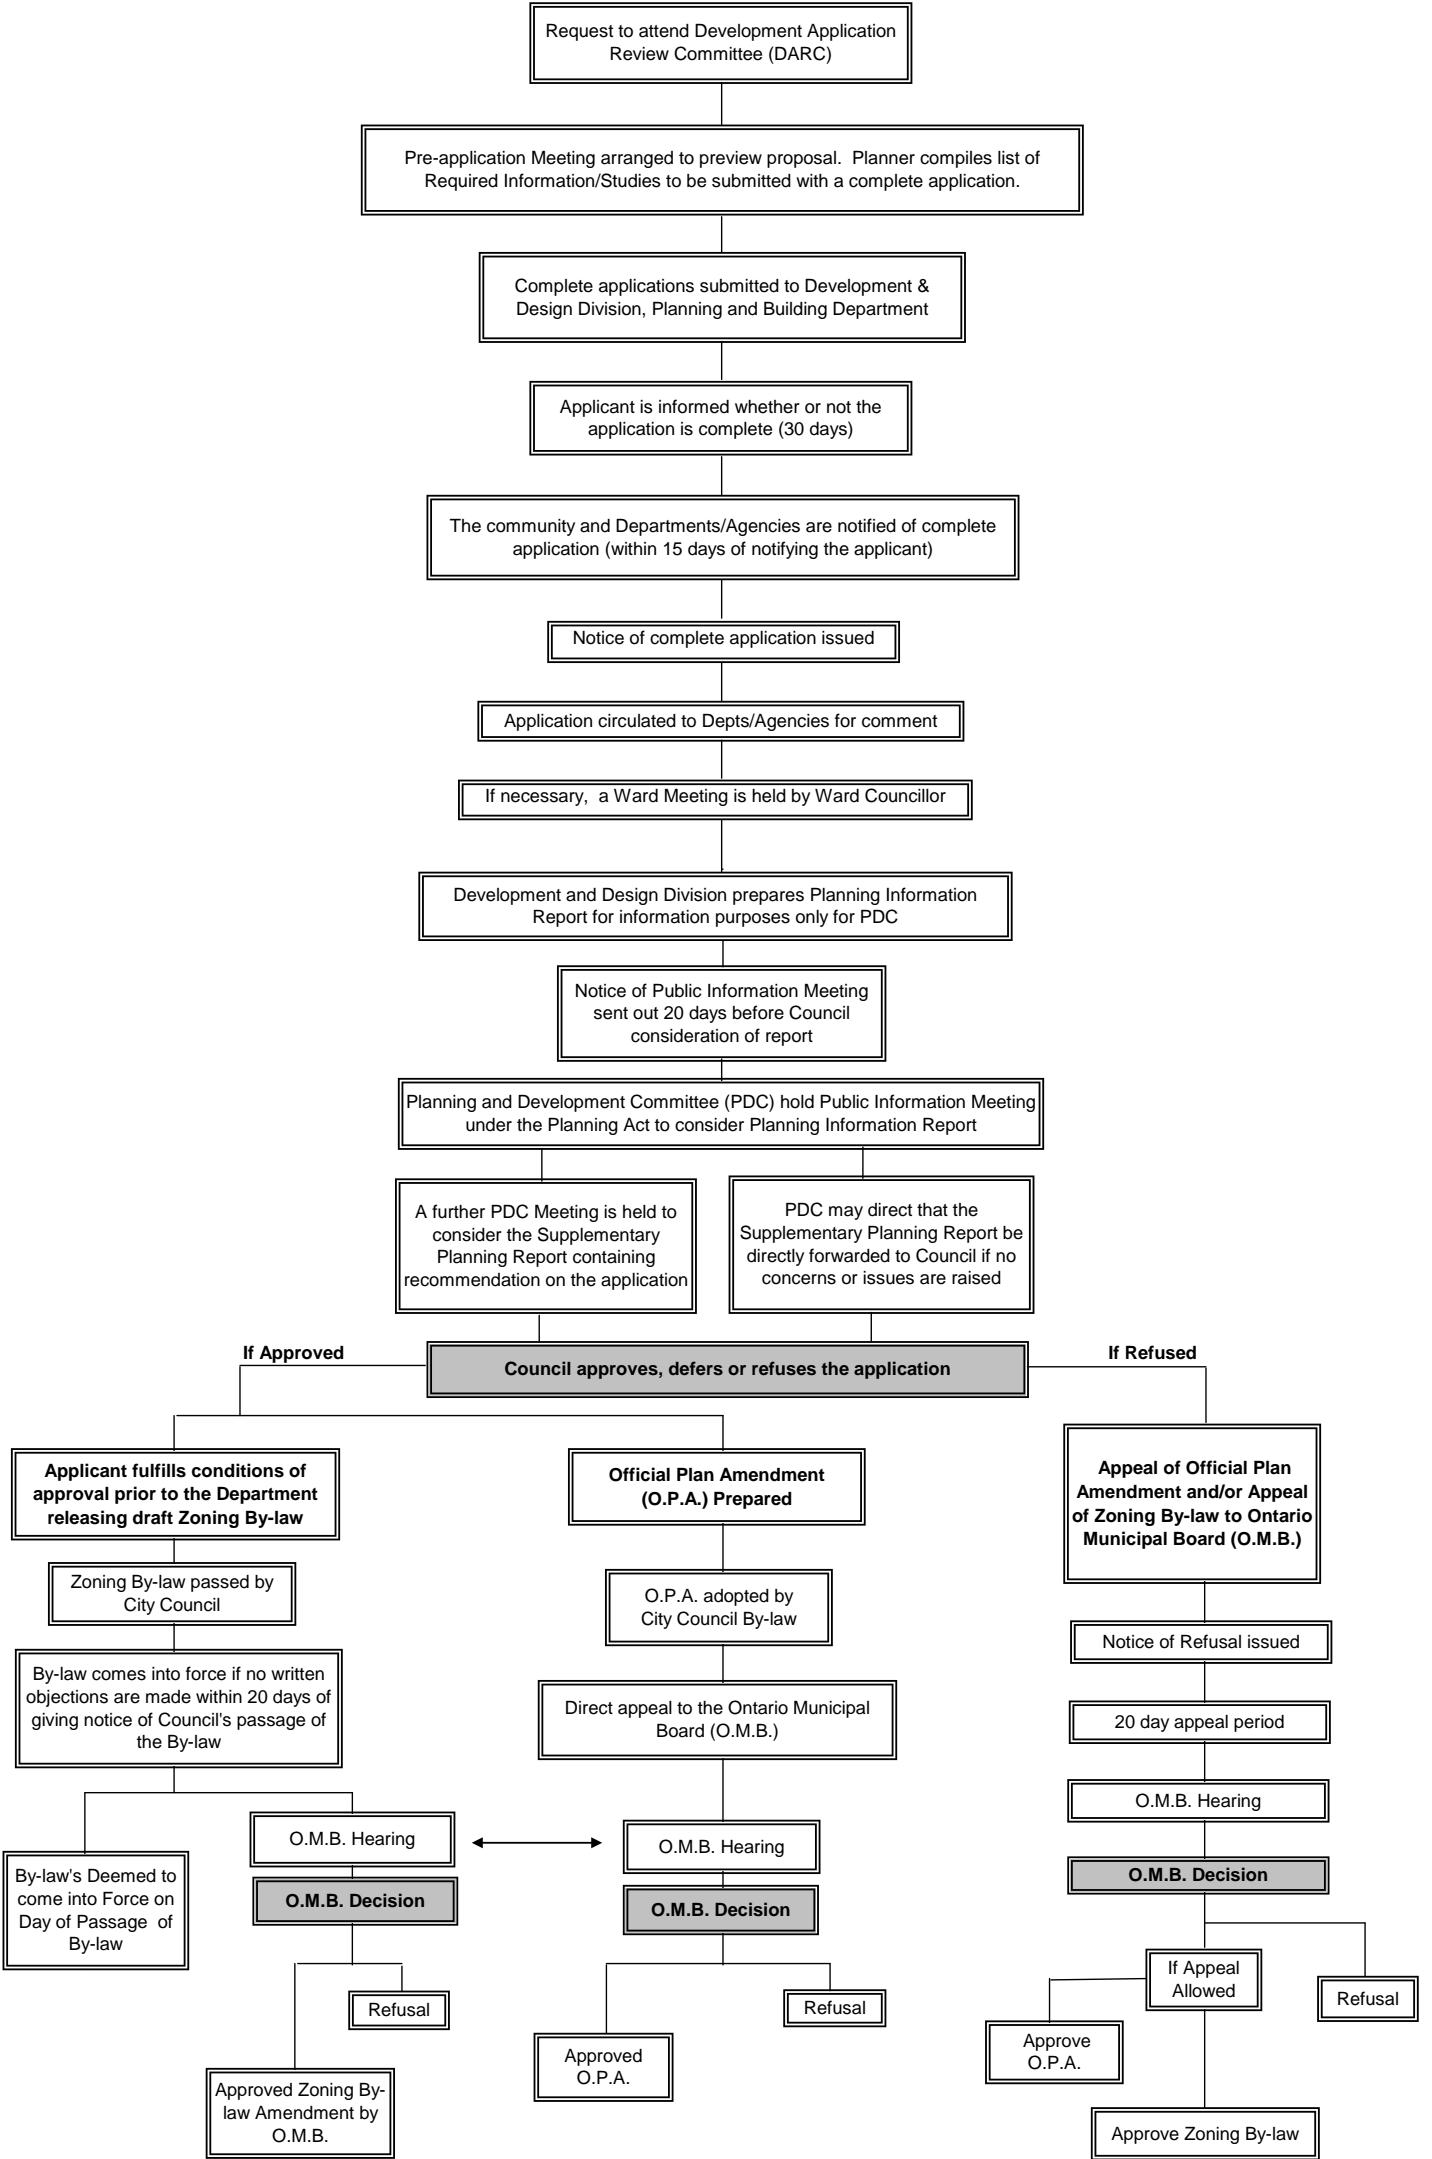 Request to attend Development Application
Review Committee (DARC)
Pre-application Meeting arranged to preview proposal.  Planner compiles list of
Required Information/Studies to be submitted with a complete application.
Complete applications submitted to Development &
Design Division, Planning and Building Department
Applicant is informed whether or not the
application is complete (30 days)
The community and Departments/Agencies are notified of complete
application (within 15 days of notifying the applicant)
Notice of complete application issued
Application circulated to Depts/Agencies for comment
If necessary,  a Ward Meeting is held by Ward Councillor
Development and Design Division prepares Planning Information
Report for information purposes only for PDC
Notice of Public Information Meeting
sent out 20 days before Council
consideration of report
Planning and Development Committee (PDC) hold Public Information Meeting
under the Planning Act to consider Planning Information Report
A further PDC Meeting is held to
consider the Supplementary
Planning Report containing
recommendation on the application
PDC may direct that the
Supplementary Planning Report be
directly forwarded to Council if no
concerns or issues are raised
If Approved
Council approves, defers or refuses the application
If Refused
Applicant fulfills conditions of
approval prior to the Department
releasing draft Zoning By-law
Zoning By-law passed by
City Council
By-law comes into force if no written
objections are made within 20 days of
giving notice of Council's passage of
the By-law
By-law's Deemed to
come into Force on
Day of Passage  of
By-law
O.M.B. Hearing
O.M.B. Decision
Refusal
Approved Zoning By-
law Amendment by
O.M.B.
Official Plan Amendment
(O.P.A.) Prepared
O.P.A. adopted by
City Council By-law
Direct appeal to the Ontario Municipal
Board (O.M.B.)
O.M.B. Hearing
O.M.B. Decision
Refusal
Approved
O.P.A.
Appeal of Official Plan
Amendment and/or Appeal
of Zoning By-law to Ontario
Municipal Board (O.M.B.)
Notice of Refusal issued
20 day appeal period
O.M.B. Hearing
O.M.B. Decision
If Appeal
Allowed
Refusal
Approve
O.P.A.
Approve Zoning By-law